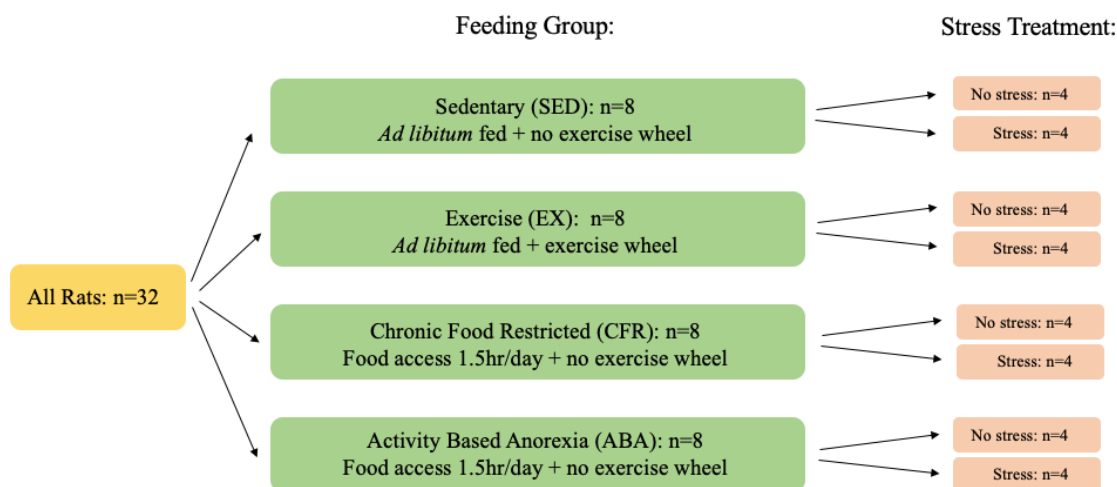 Feeding Group:
Stress Treatment:
All Rats: n=32
Sedentary (SED): n=8
Ad libitum fed + no exercise wheel
No stress: n=4
Stress: n=4
Exercise (EX):  n=8
Ad libitum fed + exercise wheel
No stress: n=4
Stress: n=4
Chronic Food Restricted (CFR): n=8
Food access 1.5hr/day + no exercise wheel
No stress: n=4
Stress: n=4
Activity Based Anorexia (ABA): n=8
Food access 1.5hr/day + no exercise wheel
No stress: n=4
Stress: n=4